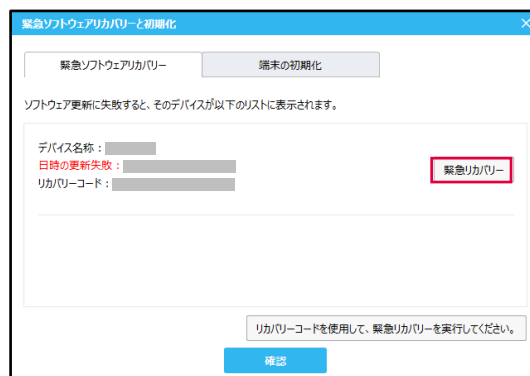 緊急ソフトウェアリカバリーと初期化
緊急ソフトウェアリカバリー
端末の初期化
ソフトウェア更新に失敗すると、そのデバイスが以下のリストに表示されます。
デバイス名称：
日時の更新失敗：
リカバリーコード：
緊急リカバリー
リカバリーコードを使用して、緊急リカバリーを実行してください。
確認